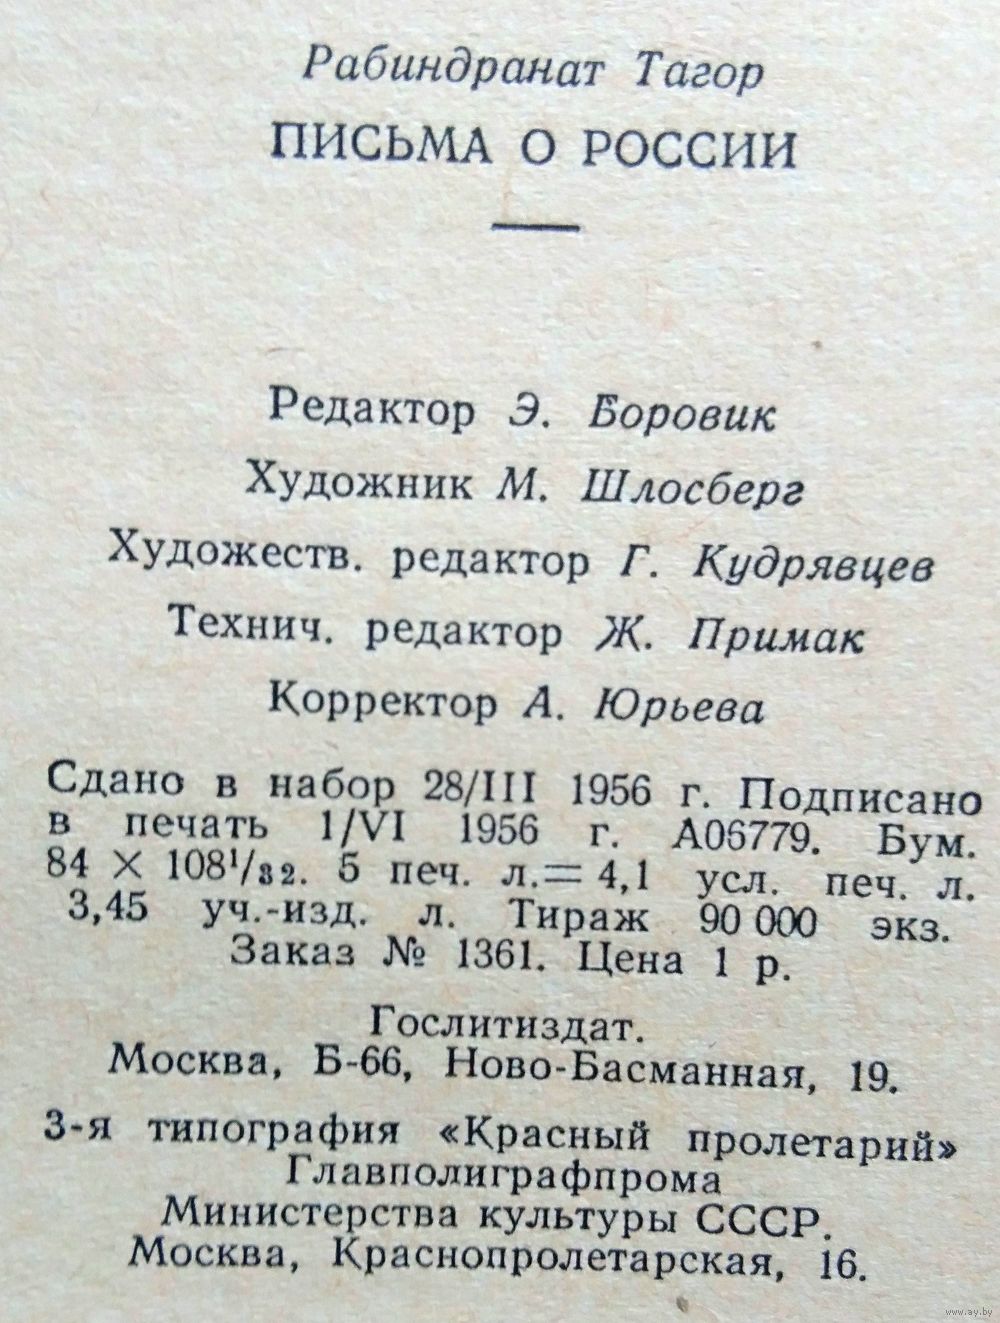 Рабиндранат Тагор
ПИСЬМА О РОССИИ
Редактор Э. Боровик
Художник М. Шлосберг
Художеств. редактор Г. Кудрявцев
Технич. редактор Ж. Примак
Корректор А. Юрьева
Сдано в набор 28/III 1956 г. Подписано
в печать 1/VI 1956 г. А06779. Бум.
84 × 108¹/₃₂. 5 печ. л.=4,1 усл. печ. л.
3,45 уч.-изд. л. Тираж 90 000 экз.
Заказ № 1361. Цена 1 р.
Гослитиздат.
Москва, Б-66, Ново-Басманная, 19.
3-я типография «Красный пролетарий»
Главполиграфпрома
Министерства культуры СССР.
Москва, Краснопролетарская, 16.
www.ay.by